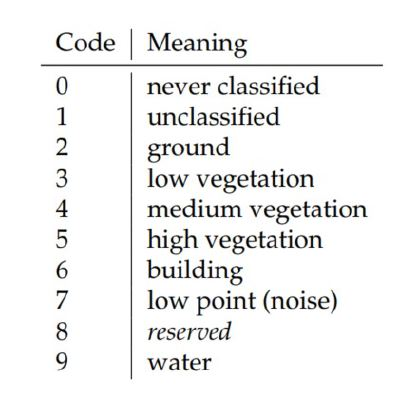 Code Meaning
0 never classified
1 unclassified
2 ground
3 low vegetation
4 medium vegetation
5 high vegetation
6 building
7 low point (noise)
8 reserved
9 water